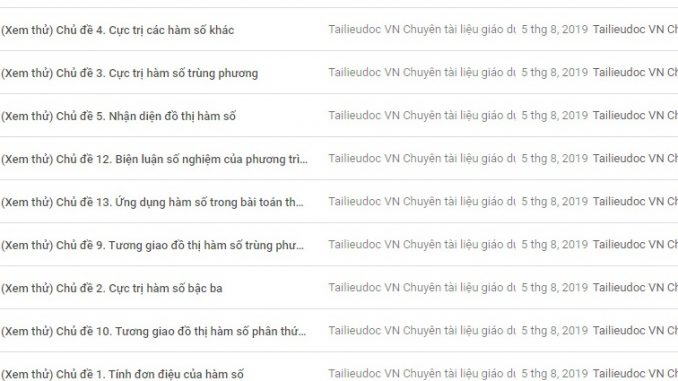 (Xem thử) Chủ đề 4. Cực trị các hàm số khác Tailieudoc VN Chuyên tài liệu giáo dụ 5 thg 8, 2019 Tailieudoc VN Ch
(Xem thử) Chủ đề 3. Cực trị hàm số trùng phương Tailieudoc VN Chuyên tài liệu giáo dụ 5 thg 8, 2019 Tailieudoc VN Ch
(Xem thử) Chủ đề 5. Nhận diện đồ thị hàm số Tailieudoc VN Chuyên tài liệu giáo dụ 5 thg 8, 2019 Tailieudoc VN Ch
(Xem thử) Chủ đề 12. Biện luận số nghiệm của phương trì... Tailieudoc VN Chuyên tài liệu giáo dụ 5 thg 8, 2019 Tailieudoc VN Ch
(Xem thử) Chủ đề 13. Ứng dụng hàm số trong bài toán th... Tailieudoc VN Chuyên tài liệu giáo dụ 5 thg 8, 2019 Tailieudoc VN Ch
(Xem thử) Chủ đề 9. Tương giao đồ thị hàm số trùng phư... Tailieudoc VN Chuyên tài liệu giáo dụ 5 thg 8, 2019 Tailieudoc VN Ch
(Xem thử) Chủ đề 2. Cực trị hàm số bậc ba Tailieudoc VN Chuyên tài liệu giáo dụ 5 thg 8, 2019 Tailieudoc VN Ch
(Xem thử) Chủ đề 10. Tương giao đồ thị hàm số phân thứ... Tailieudoc VN Chuyên tài liệu giáo dụ 5 thg 8, 2019 Tailieudoc VN Ch
(Xem thử) Chủ đề 1. Tính đơn điệu của hàm số Tailieudoc VN Chuyên tài liệu giáo dụ 5 thg 8, 2019 Tailieudoc VN Ch